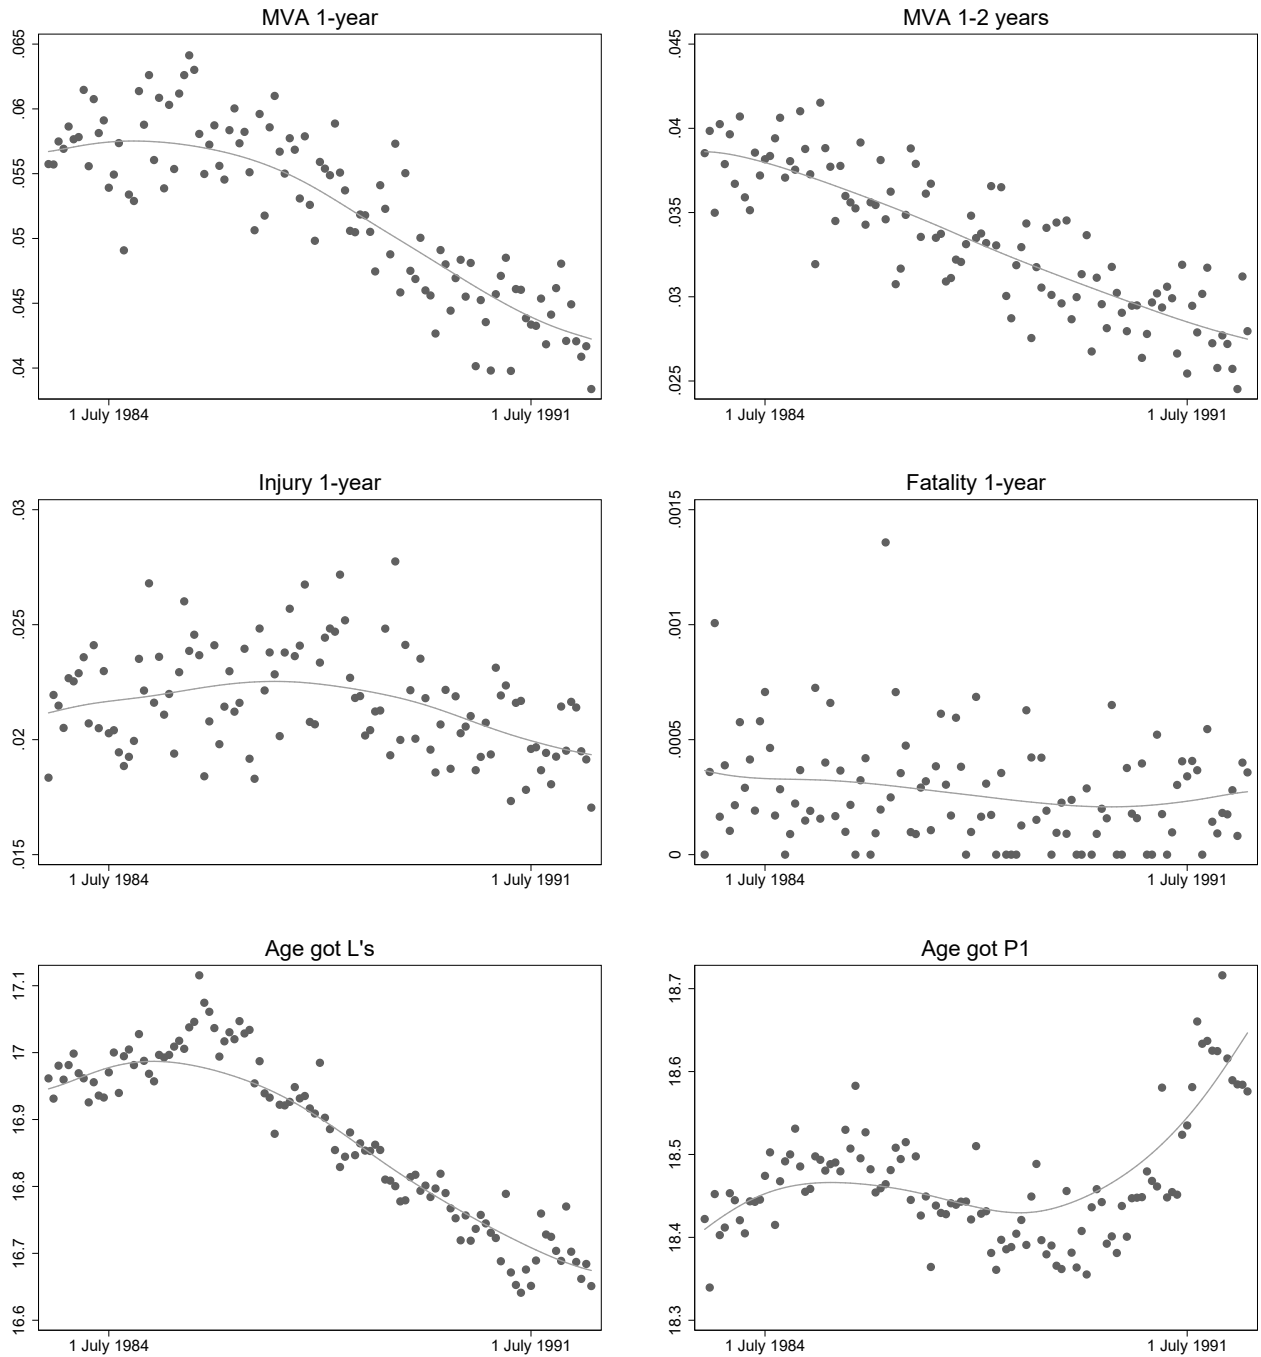 MVA 1-year
.065
.06
.055
.05
.045
.04
1 July 1984
1 July 1991
MVA 1-2 years
.045
.04
.035
.03
.025
1 July 1984
1 July 1991
Injury 1-year
.03
.025
.02
.015
1 July 1984
1 July 1991
Fatality 1-year
.0015
.001
.0005
0
1 July 1984
1 July 1991
Age got L's
17.1
17
16.9
16.8
16.7
16.6
1 July 1984
1 July 1991
Age got P1
18.7
18.6
18.5
18.4
18.3
1 July 1984
1 July 1991